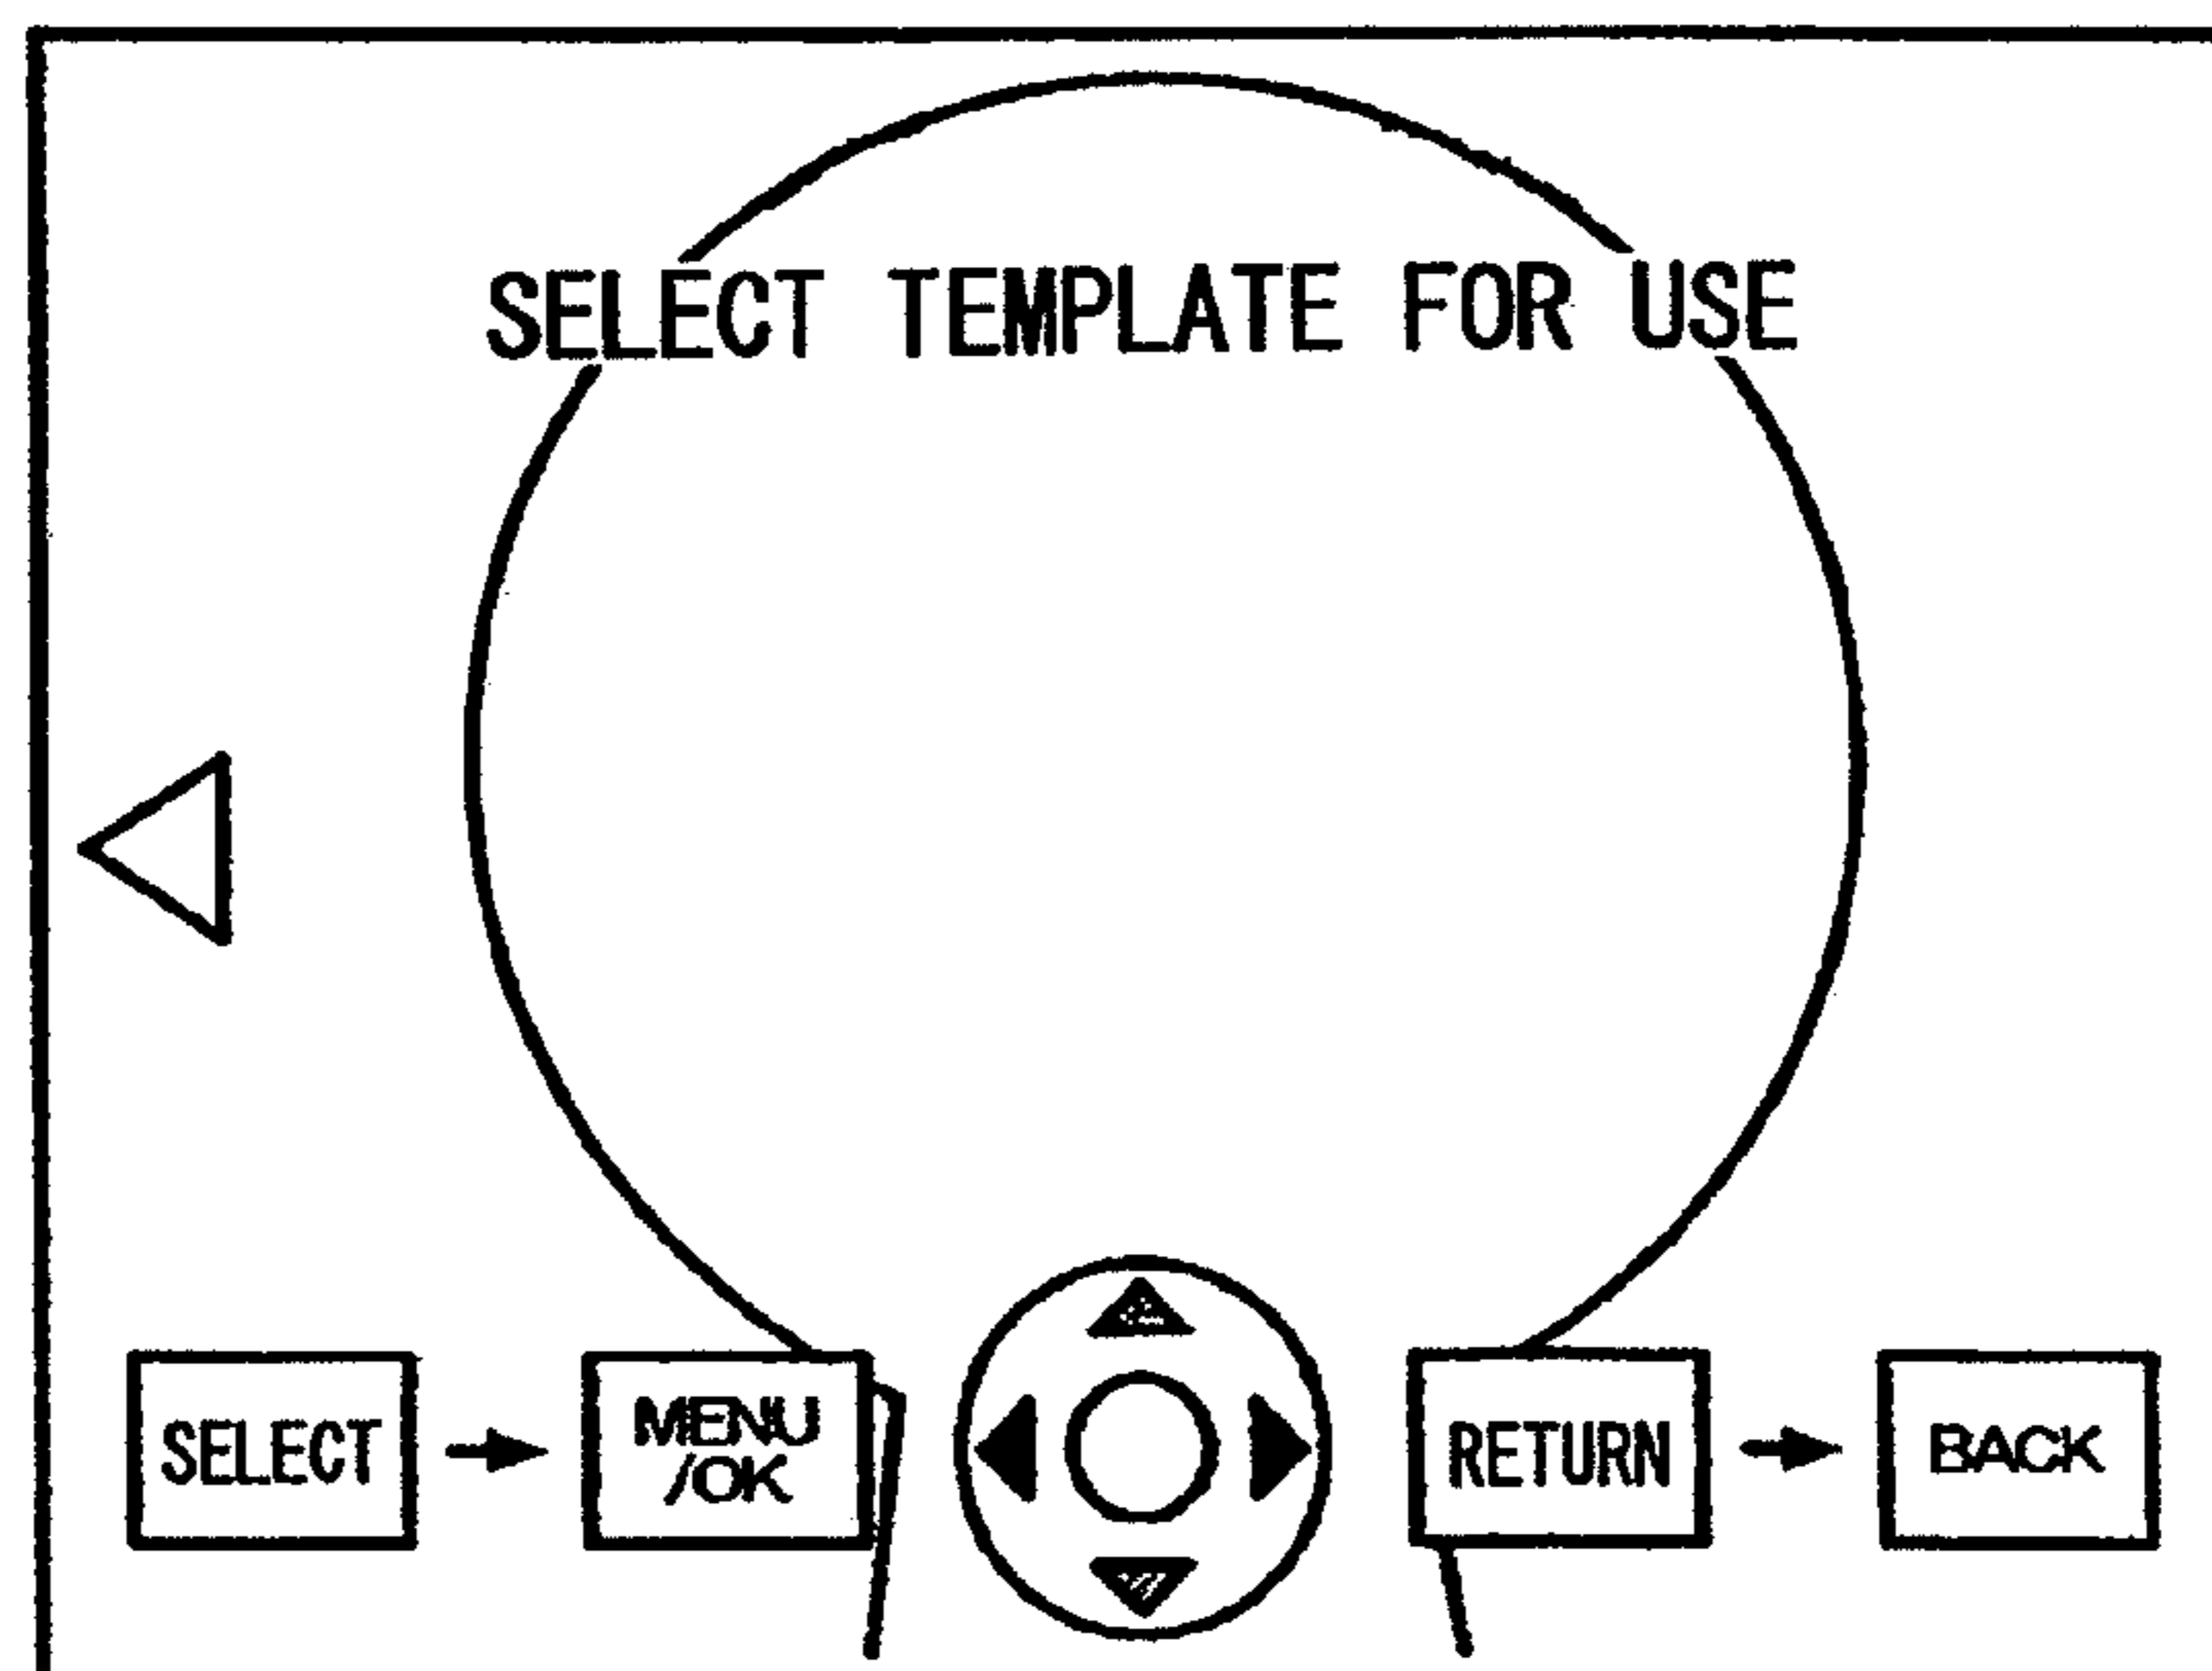 SELECT TEMPLATE FOR USE
SELECT
MENU
/OK
RETURN
BACK